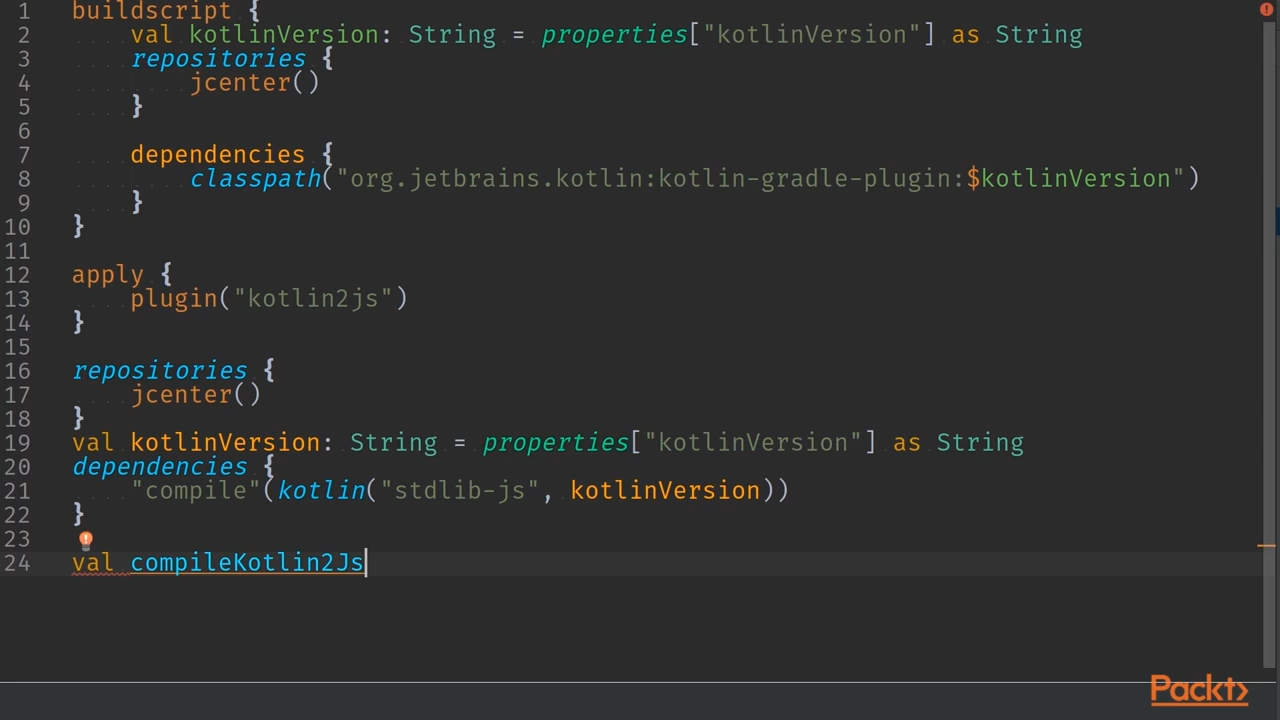 1 buildscript {
2 val kotlinVersion: String = properties["kotlinVersion"] as String
3 repositories {
4 jcenter()
5 }
6
7 dependencies {
8 classpath("org.jetbrains.kotlin:kotlin-gradle-plugin:$kotlinVersion")
9 }
10 }
11
12 apply {
13 plugin("kotlin2js")
14 }
15
16 repositories {
17 jcenter()
18 }
19 val kotlinVersion: String = properties["kotlinVersion"] as String
20 dependencies {
21 "compile"(kotlin("stdlib-js", kotlinVersion))
22 }
23
24 val compileKotlin2Js
Packt>